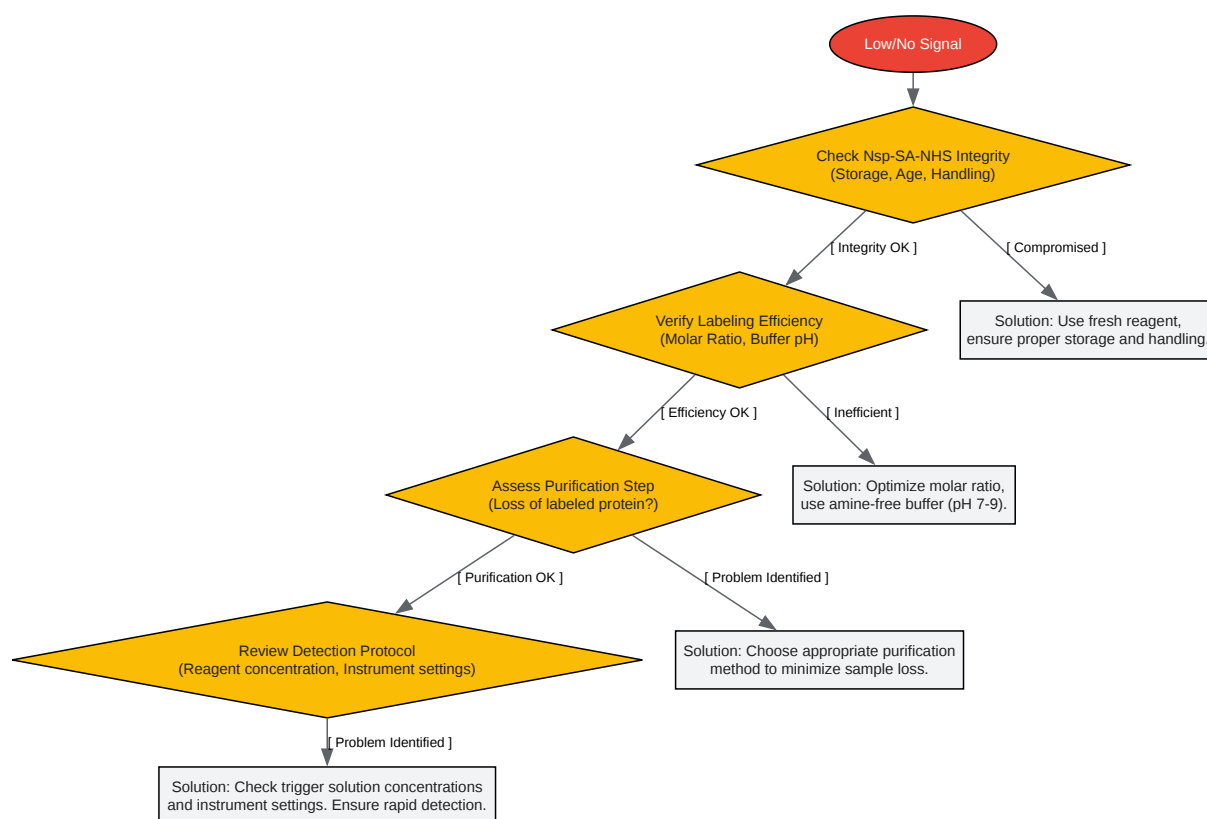 Low/No Signal
Check Nsp-SA-NHS Integrity
(Storage, Age, Handling)
[ Integrity OK ]
[ Compromised ]
Verify Labeling Efficiency
(Molar Ratio, Buffer pH)
Solution: Use fresh reagent,
ensure proper storage and handling.
[ Efficiency OK ]
[ Inefficient ]
Assess Purification Step
(Loss of labeled protein?)
Solution: Optimize molar ratio,
use amine-free buffer (pH 7-9).
[ Purification OK ]
[ Problem Identified ]
Review Detection Protocol
(Reagent concentration, Instrument settings)
Solution: Choose appropriate purification
method to minimize sample loss.
[ Problem Identified ]
Solution: Check trigger solution concentrations
and instrument settings. Ensure rapid detection.